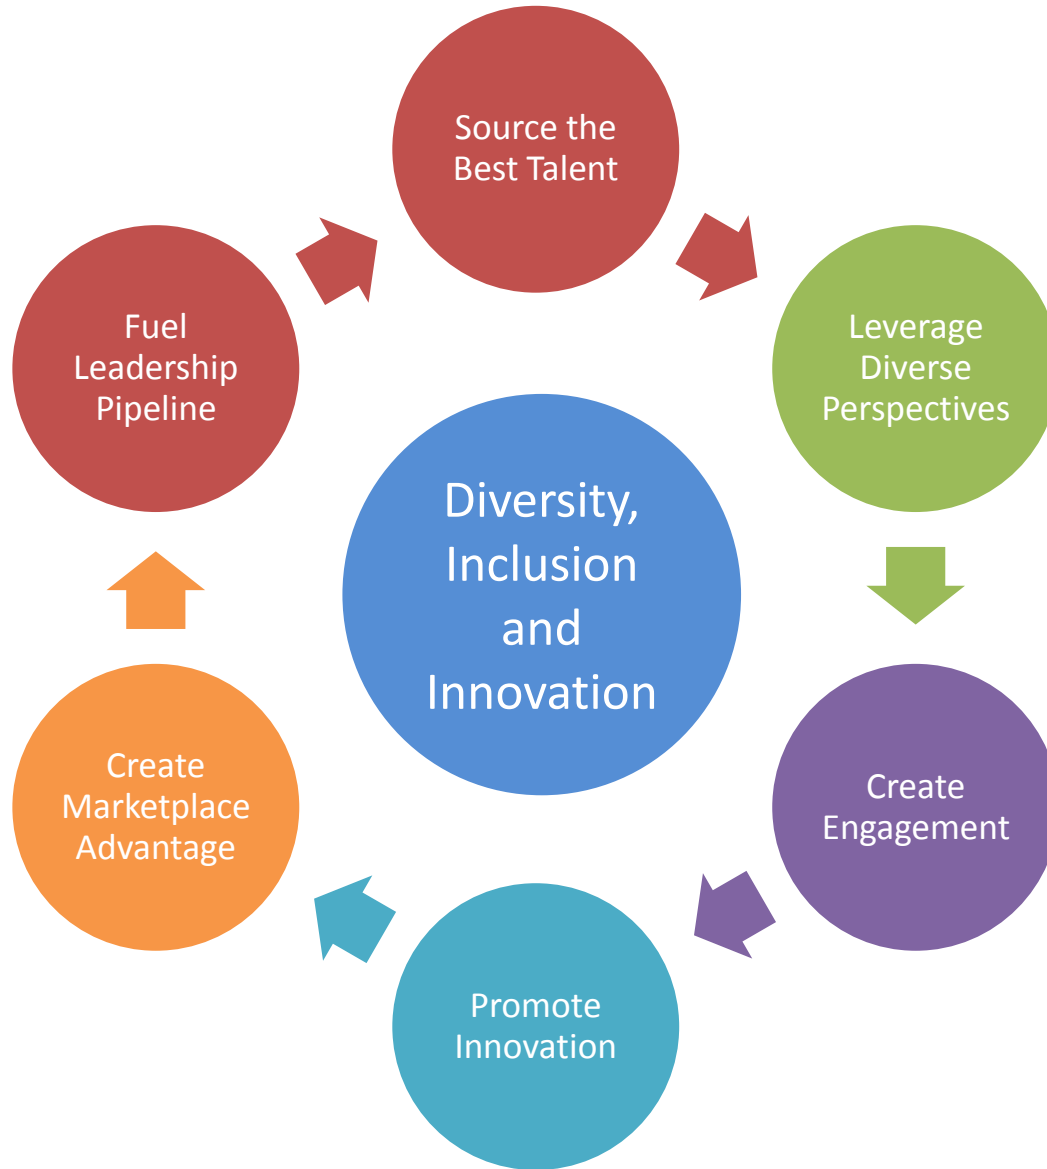 Source the
Best Talent
Leverage
Diverse
Perspectives
Create
Engagement
Promote
Innovation
Create
Marketplace
Advantage
Fuel
Leadership
Pipeline
Diversity,
Inclusion
and
Innovation